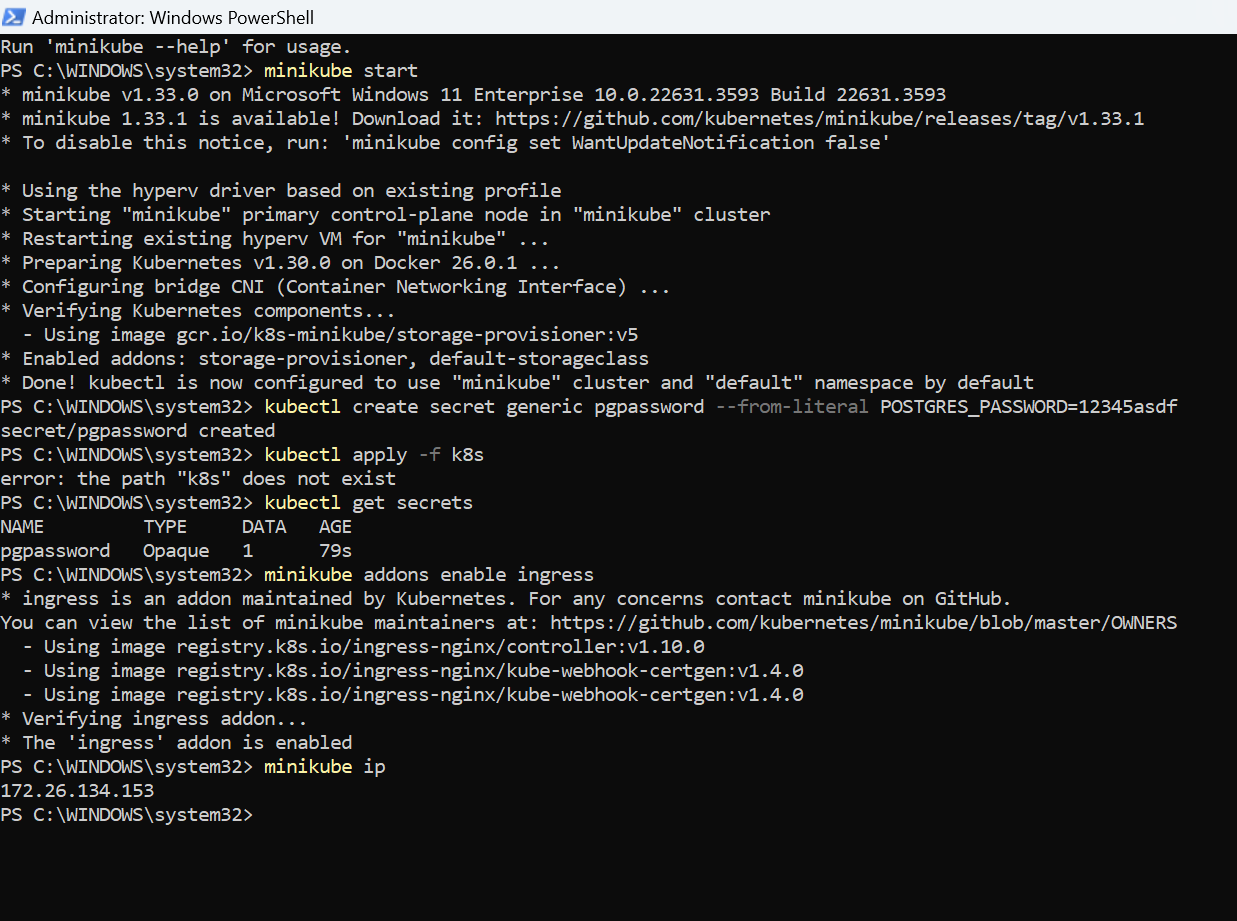 Administrator: Windows PowerShell
Run 'minikube --help' for usage.
PS C:\WINDOWS\system32> minikube start
* minikube v1.33.0 on Microsoft Windows 11 Enterprise 10.0.22631.3593 Build 22631.3593
* minikube 1.33.1 is available! Download it: https://github.com/kubernetes/minikube/releases/tag/v1.33.1
* To disable this notice, run: 'minikube config set WantUpdateNotification false'

* Using the hyperv driver based on existing profile
* Starting "minikube" primary control-plane node in "minikube" cluster
* Restarting existing hyperv VM for "minikube" ...
* Preparing Kubernetes v1.30.0 on Docker 26.0.1 ...
* Configuring bridge CNI (Container Networking Interface) ...
* Verifying Kubernetes components...
  - Using image gcr.io/k8s-minikube/storage-provisioner:v5
* Enabled addons: storage-provisioner, default-storageclass
* Done! kubectl is now configured to use "minikube" cluster and "default" namespace by default
PS C:\WINDOWS\system32> kubectl create secret generic pgpassword --from-literal POSTGRES_PASSWORD=12345asdf
secret/pgpassword created
PS C:\WINDOWS\system32> kubectl apply -f k8s
error: the path "k8s" does not exist
PS C:\WINDOWS\system32> kubectl get secrets
NAME         TYPE     DATA   AGE
pgpassword   Opaque   1      79s
PS C:\WINDOWS\system32> minikube addons enable ingress
* ingress is an addon maintained by Kubernetes. For any concerns contact minikube on GitHub.
You can view the list of minikube maintainers at: https://github.com/kubernetes/minikube/blob/master/OWNERS
  - Using image registry.k8s.io/ingress-nginx/controller:v1.10.0
  - Using image registry.k8s.io/ingress-nginx/kube-webhook-certgen:v1.4.0
  - Using image registry.k8s.io/ingress-nginx/kube-webhook-certgen:v1.4.0
* Verifying ingress addon...
* The 'ingress' addon is enabled
PS C:\WINDOWS\system32> minikube ip
172.26.134.153
PS C:\WINDOWS\system32>